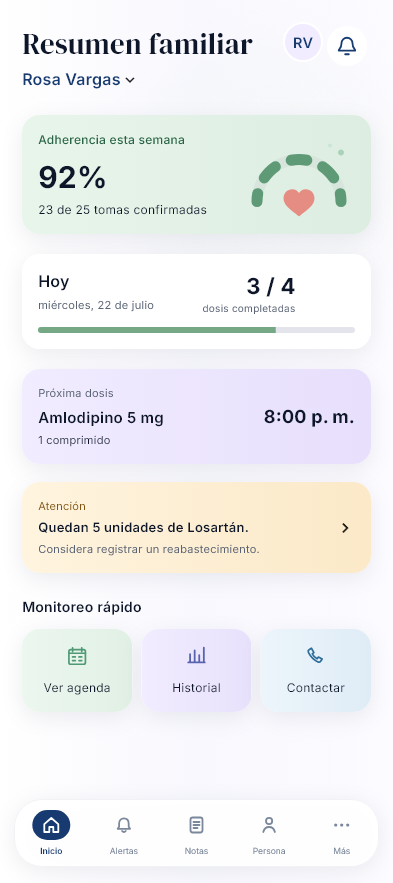 Resumen familiar
RV
Rosa Vargas
Adherencia esta semana
92%
23 de 25 tomas confirmadas
Hoy
miércoles, 22 de julio
3 / 4
dosis completadas
Próxima dosis
Amlodipino 5 mg
1 comprimido
8:00 p. m.
Atención
Quedan 5 unidades de Losartán.
Considera registrar un reabastecimiento.
Monitoreo rápido
Ver agenda
Historial
Contactar
Inicio
Alertas
Notas
Persona
Más